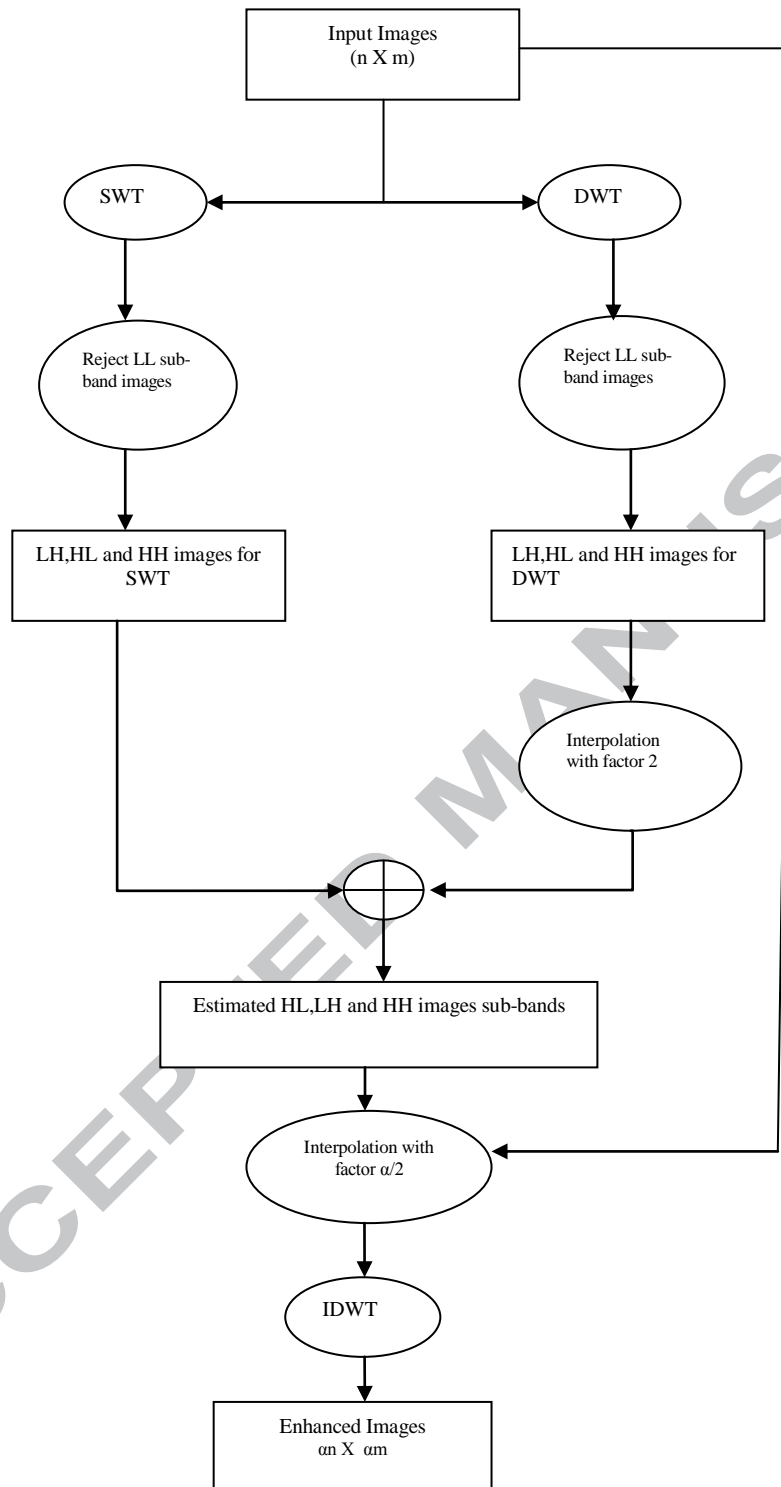 Input Images
(n X m)
SWT
DWT
Reject LL sub-
band images
Reject LL sub-
band images
LH,HL and HH images for
SWT
LH,HL and HH images for
DWT
Interpolation
with factor 2
Estimated HL,LH and HH images sub-bands
Interpolation with
factor α/2
IDWT
Enhanced Images
αn X αm
CCEPTED MANUS